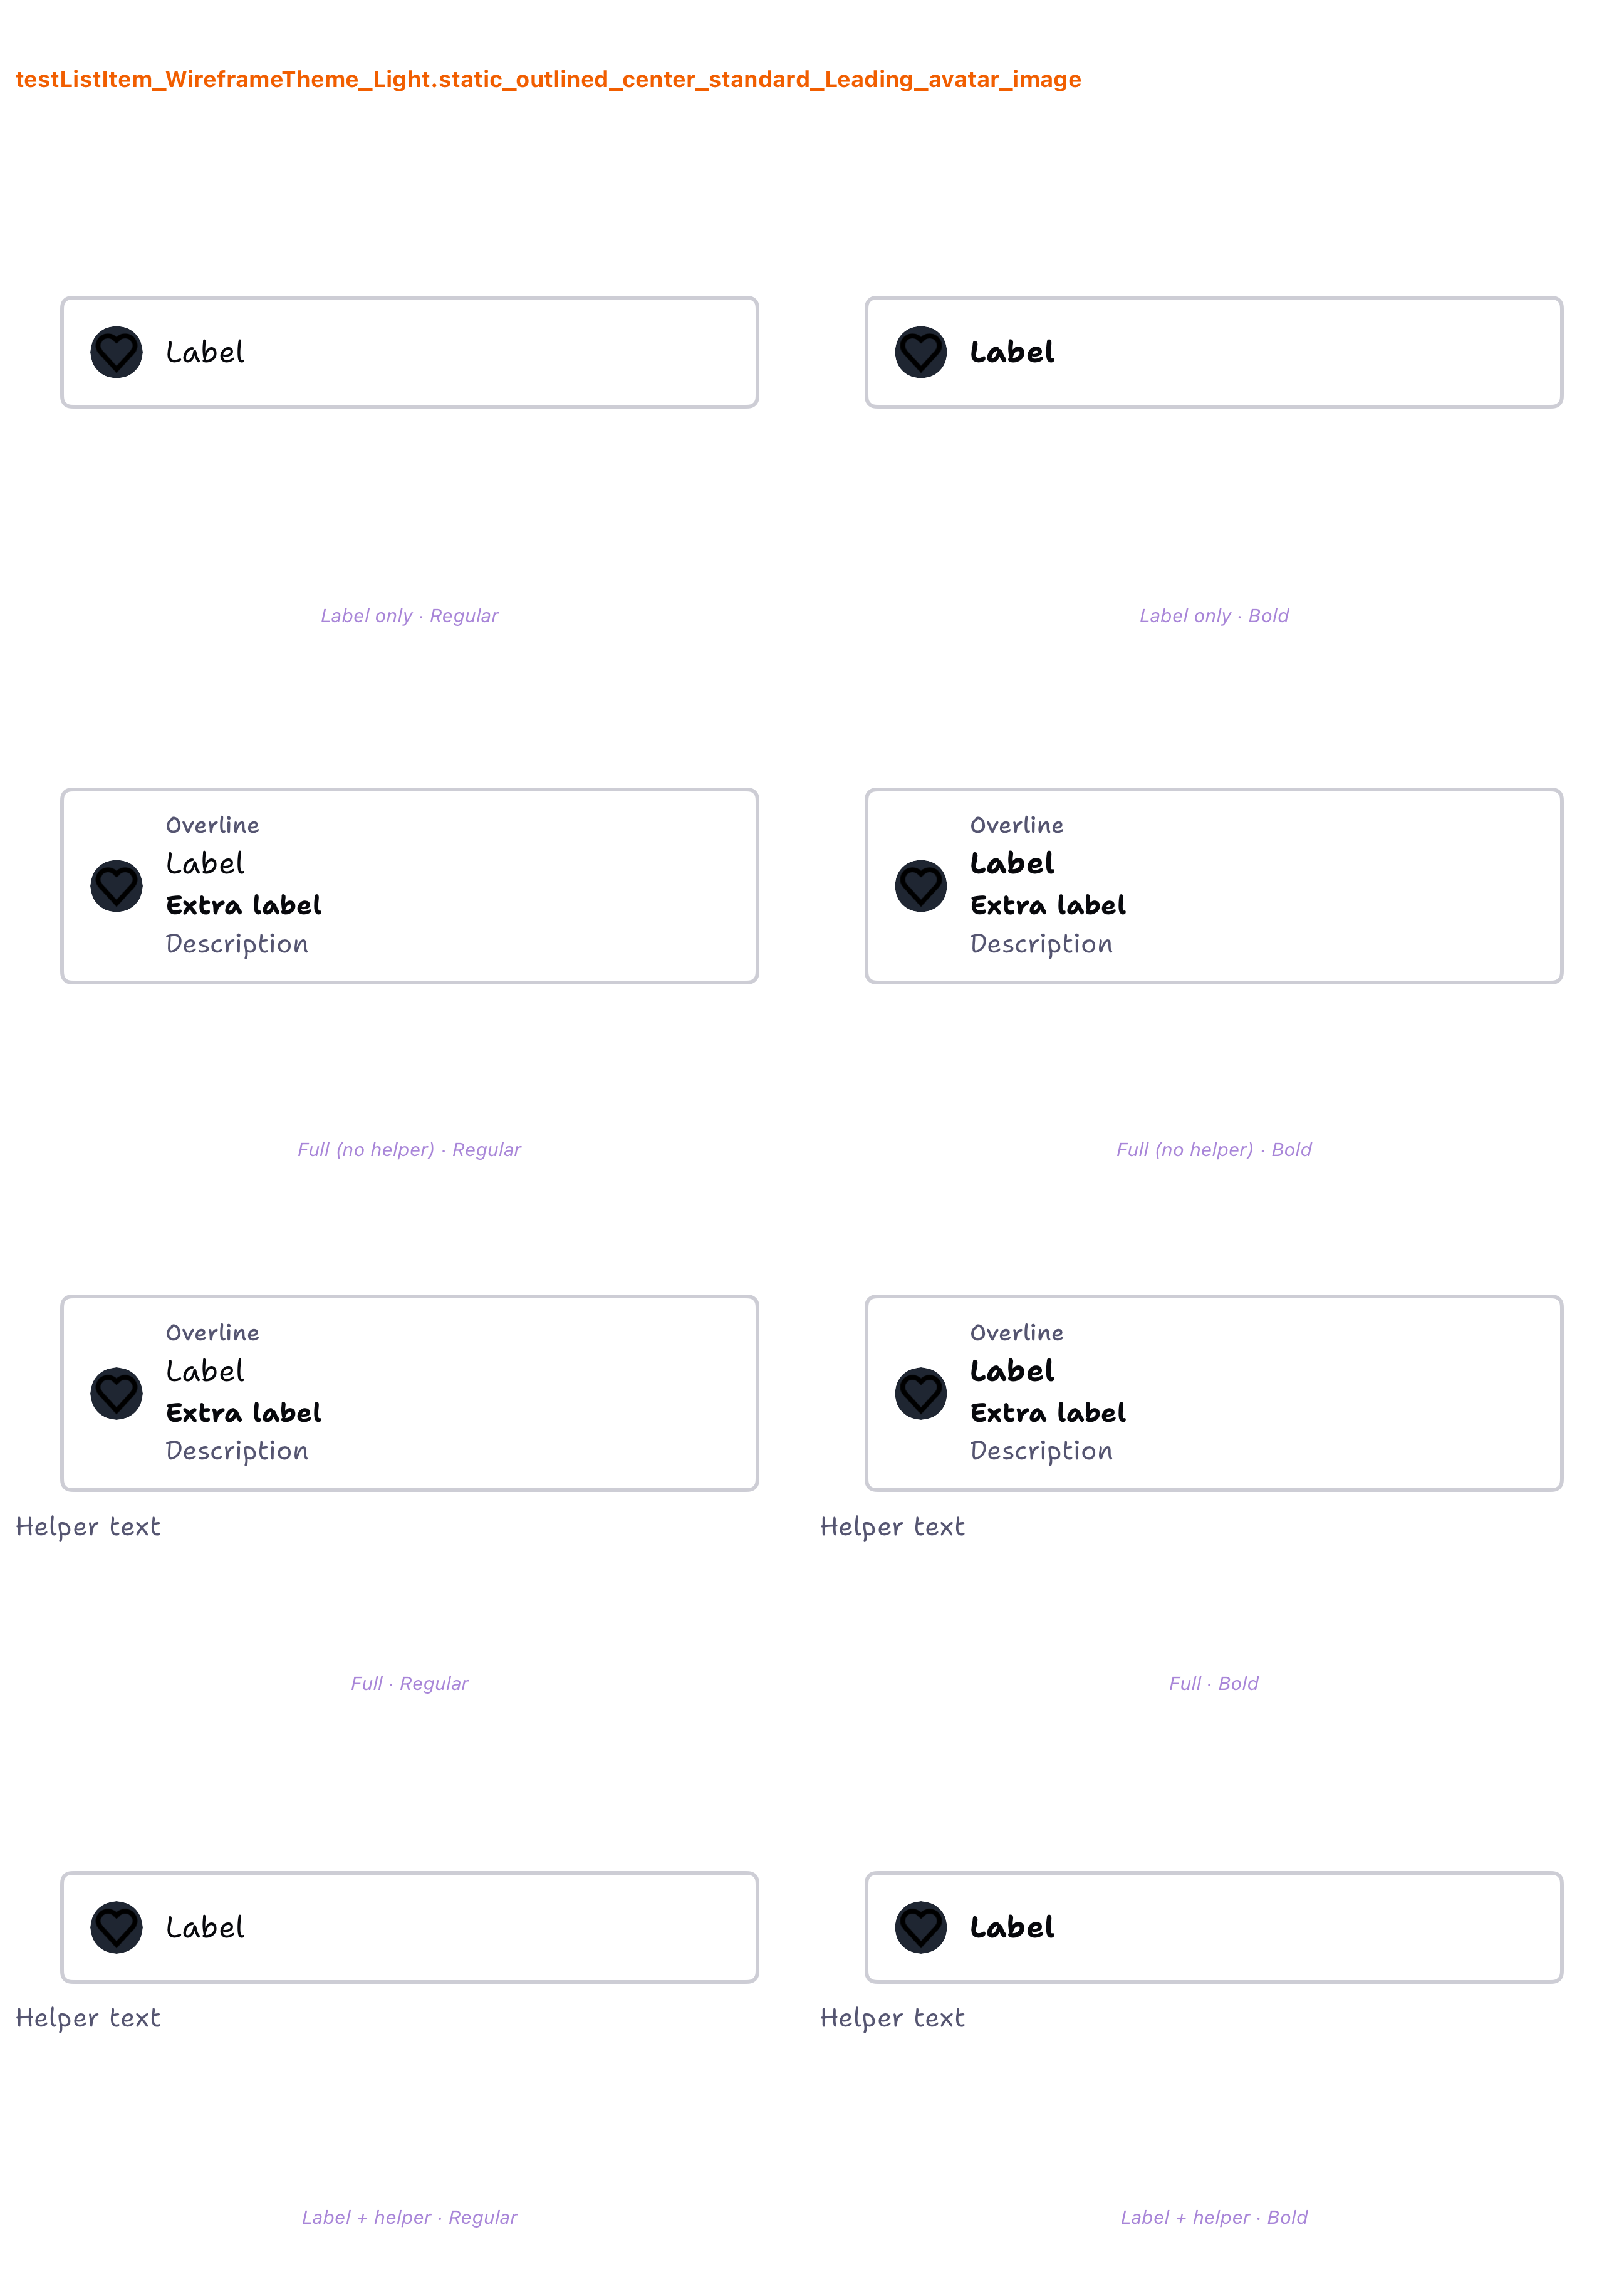 testListItem_WireframeTheme_Light.static_outlined_center_standard_Leading_avatar_image
Label
Label
Label only · Regular
Label only · Bold
Overline
Label
Extra label
Description
Overline
Label
Extra label
Description
Full (no helper) · Regular
Full (no helper) · Bold
Overline
Label
Extra label
Description
Helper text
Overline
Label
Extra label
Description
Helper text
Full · Regular
Full · Bold
Label
Helper text
Label
Helper text
Label + helper · Regular
Label + helper · Bold